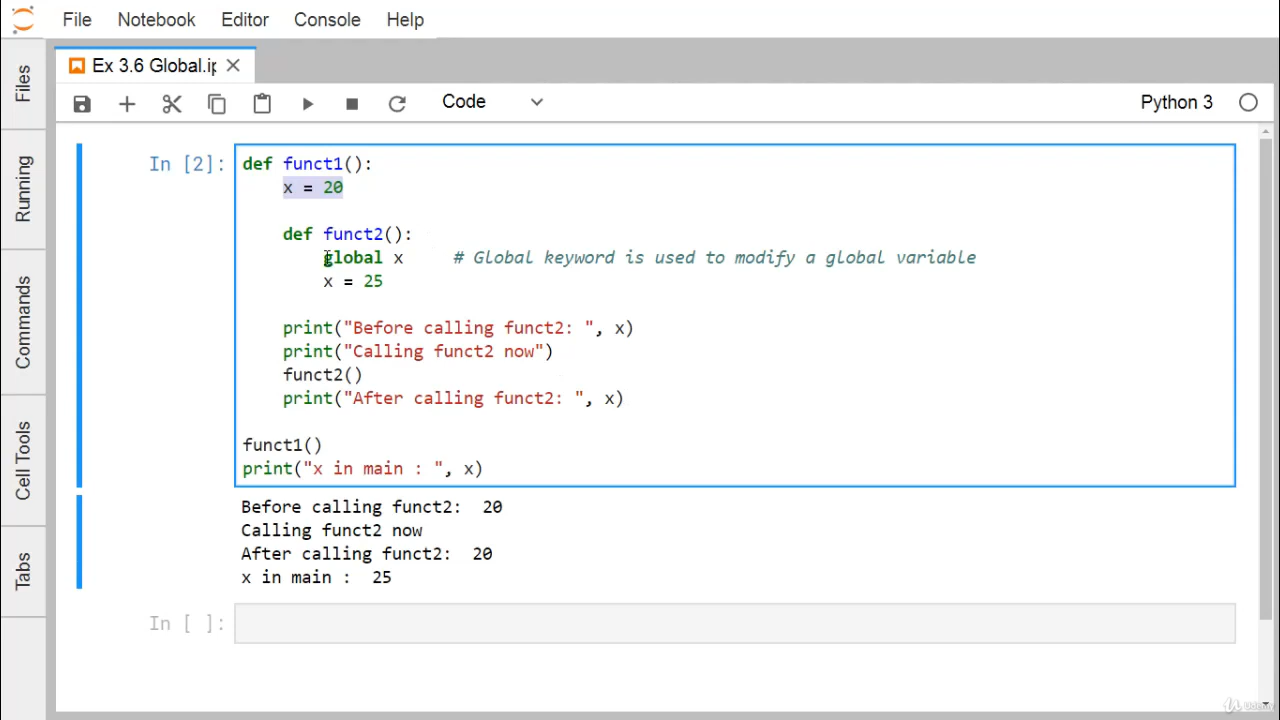 File Notebook Editor Console Help
Ex 3.6 Global.ip
Code Python 3
Files
Running
Commands
Cell Tools
Tabs
In [2]:
def funct1():
    x = 20
    def funct2():
        global x     # Global keyword is used to modify a global variable
        x = 25
    print("Before calling funct2: ", x)
    print("Calling funct2 now")
    funct2()
    print("After calling funct2: ", x)
funct1()
print("x in main : ", x)
Before calling funct2:  20
Calling funct2 now
After calling funct2:  20
x in main :  25
In [ ]:
Udemy